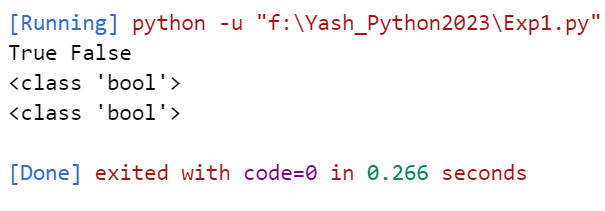 [Running] python -u "f:\Yash_Python2023\Exp1.py"
True False
<class 'bool'>
<class 'bool'>
[Done] exited with code=0 in 0.266 seconds